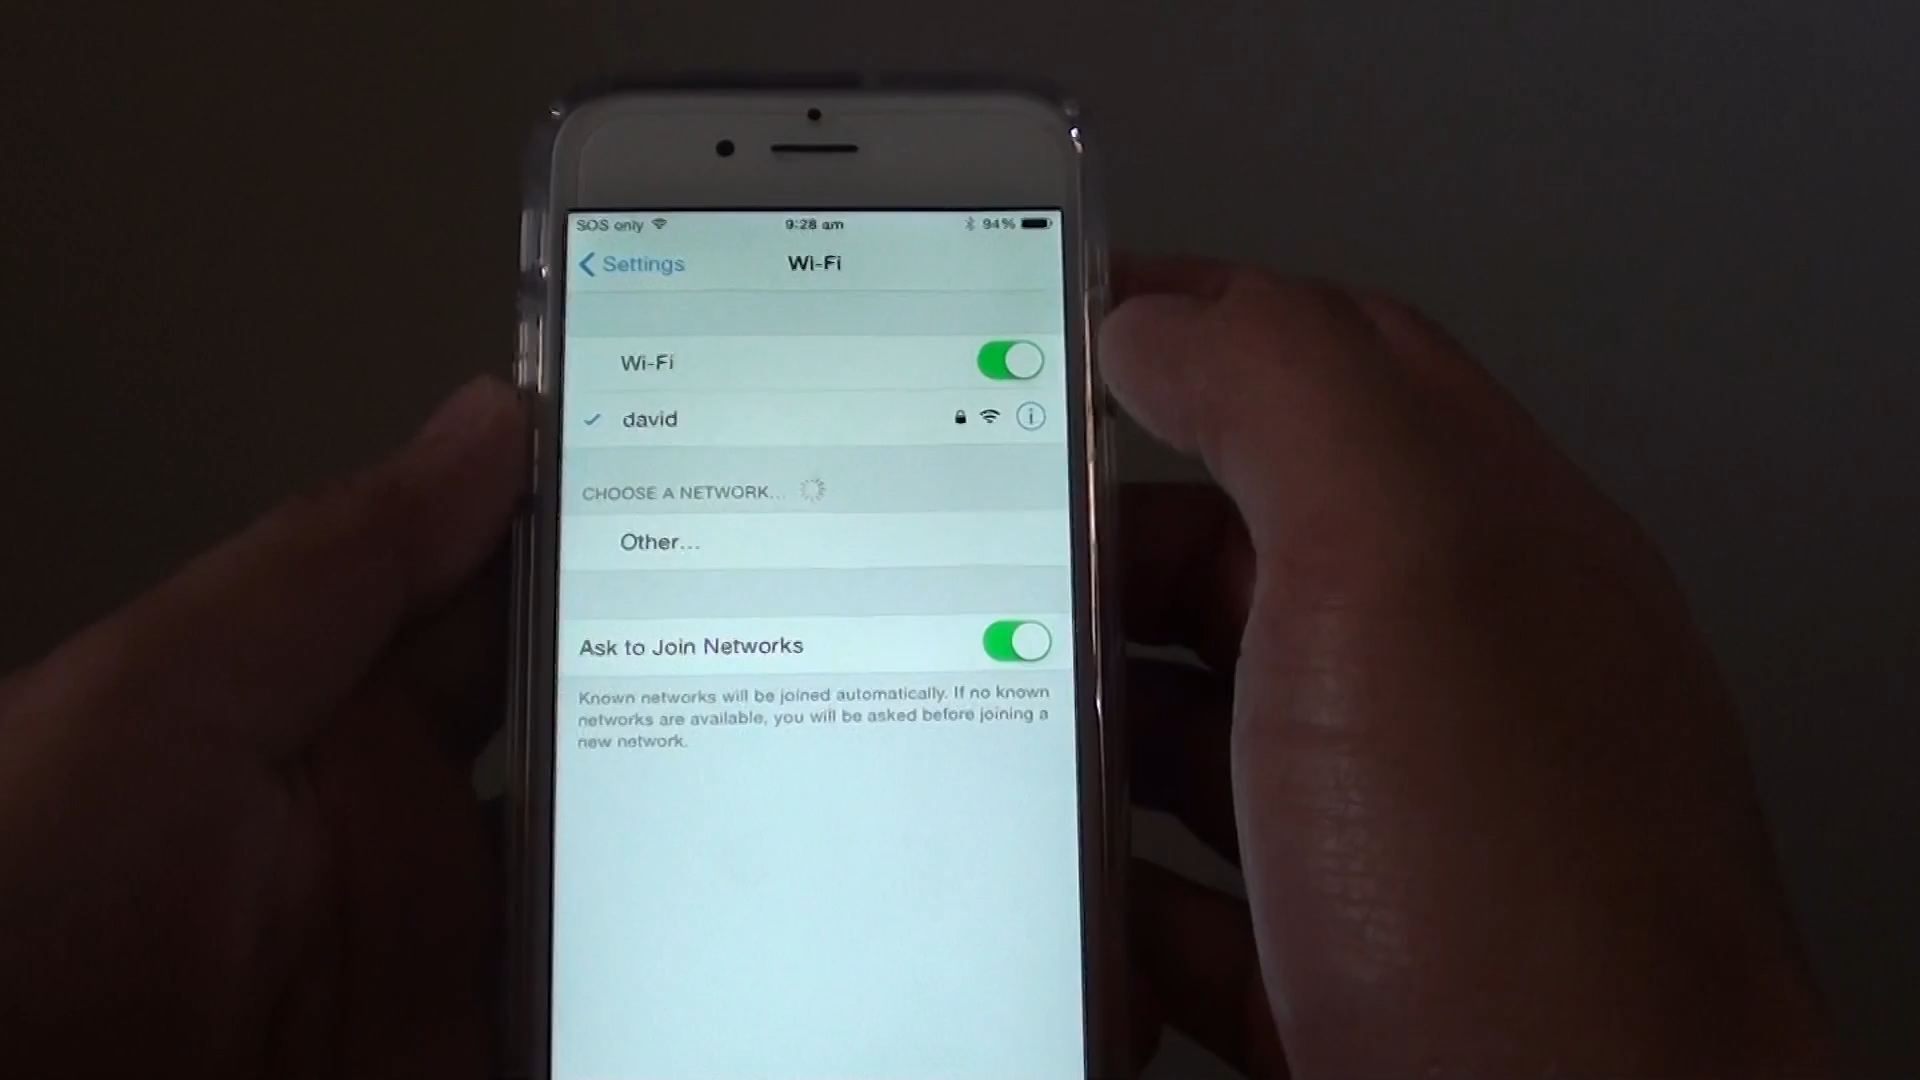 SOS only 9:28 am 94%
Settings Wi-Fi
Wi-Fi
david
CHOOSE A NETWORK...
Other...
Ask to Join Networks
Known networks will be joined automatically. If no known
networks are available, you will be asked before joining a
new network.